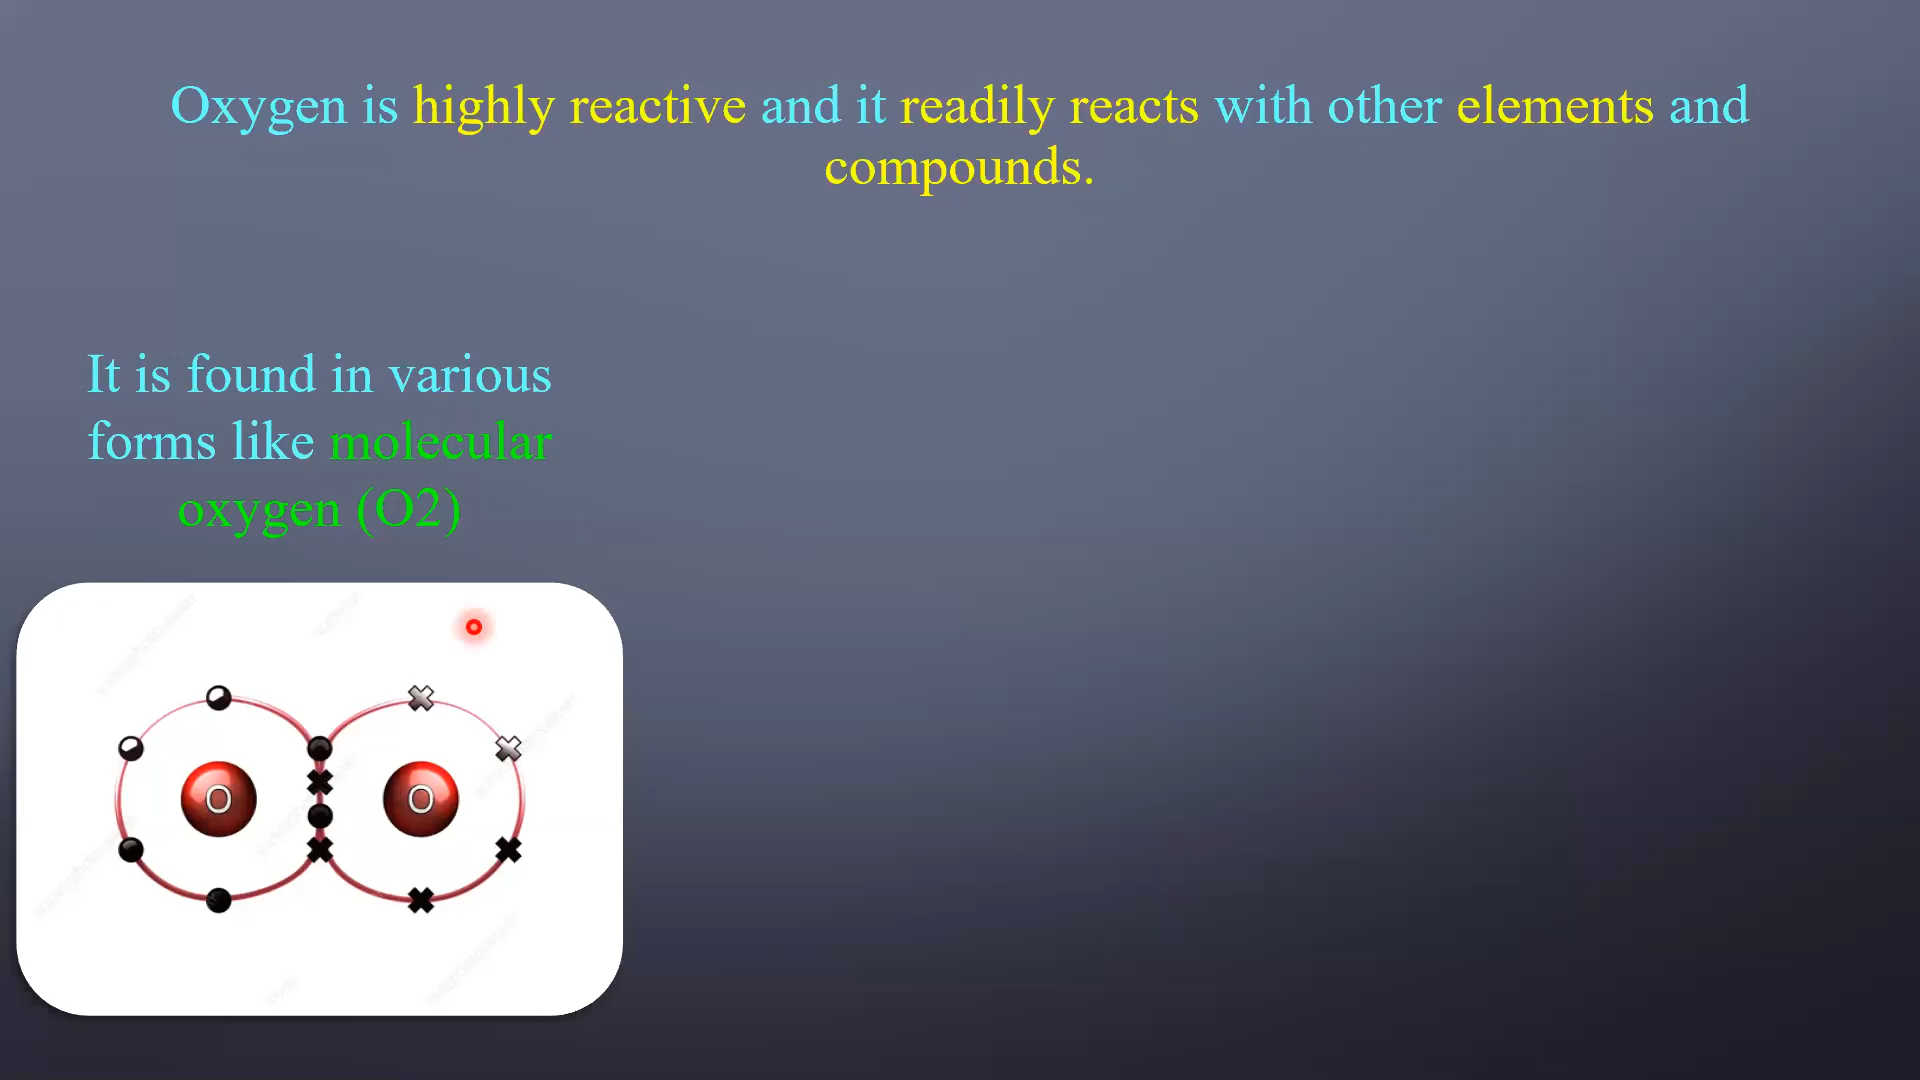 Oxygen is highly reactive and it readily reacts with other elements and
compounds.
It is found in various
forms like molecular
oxygen (O2)
O O